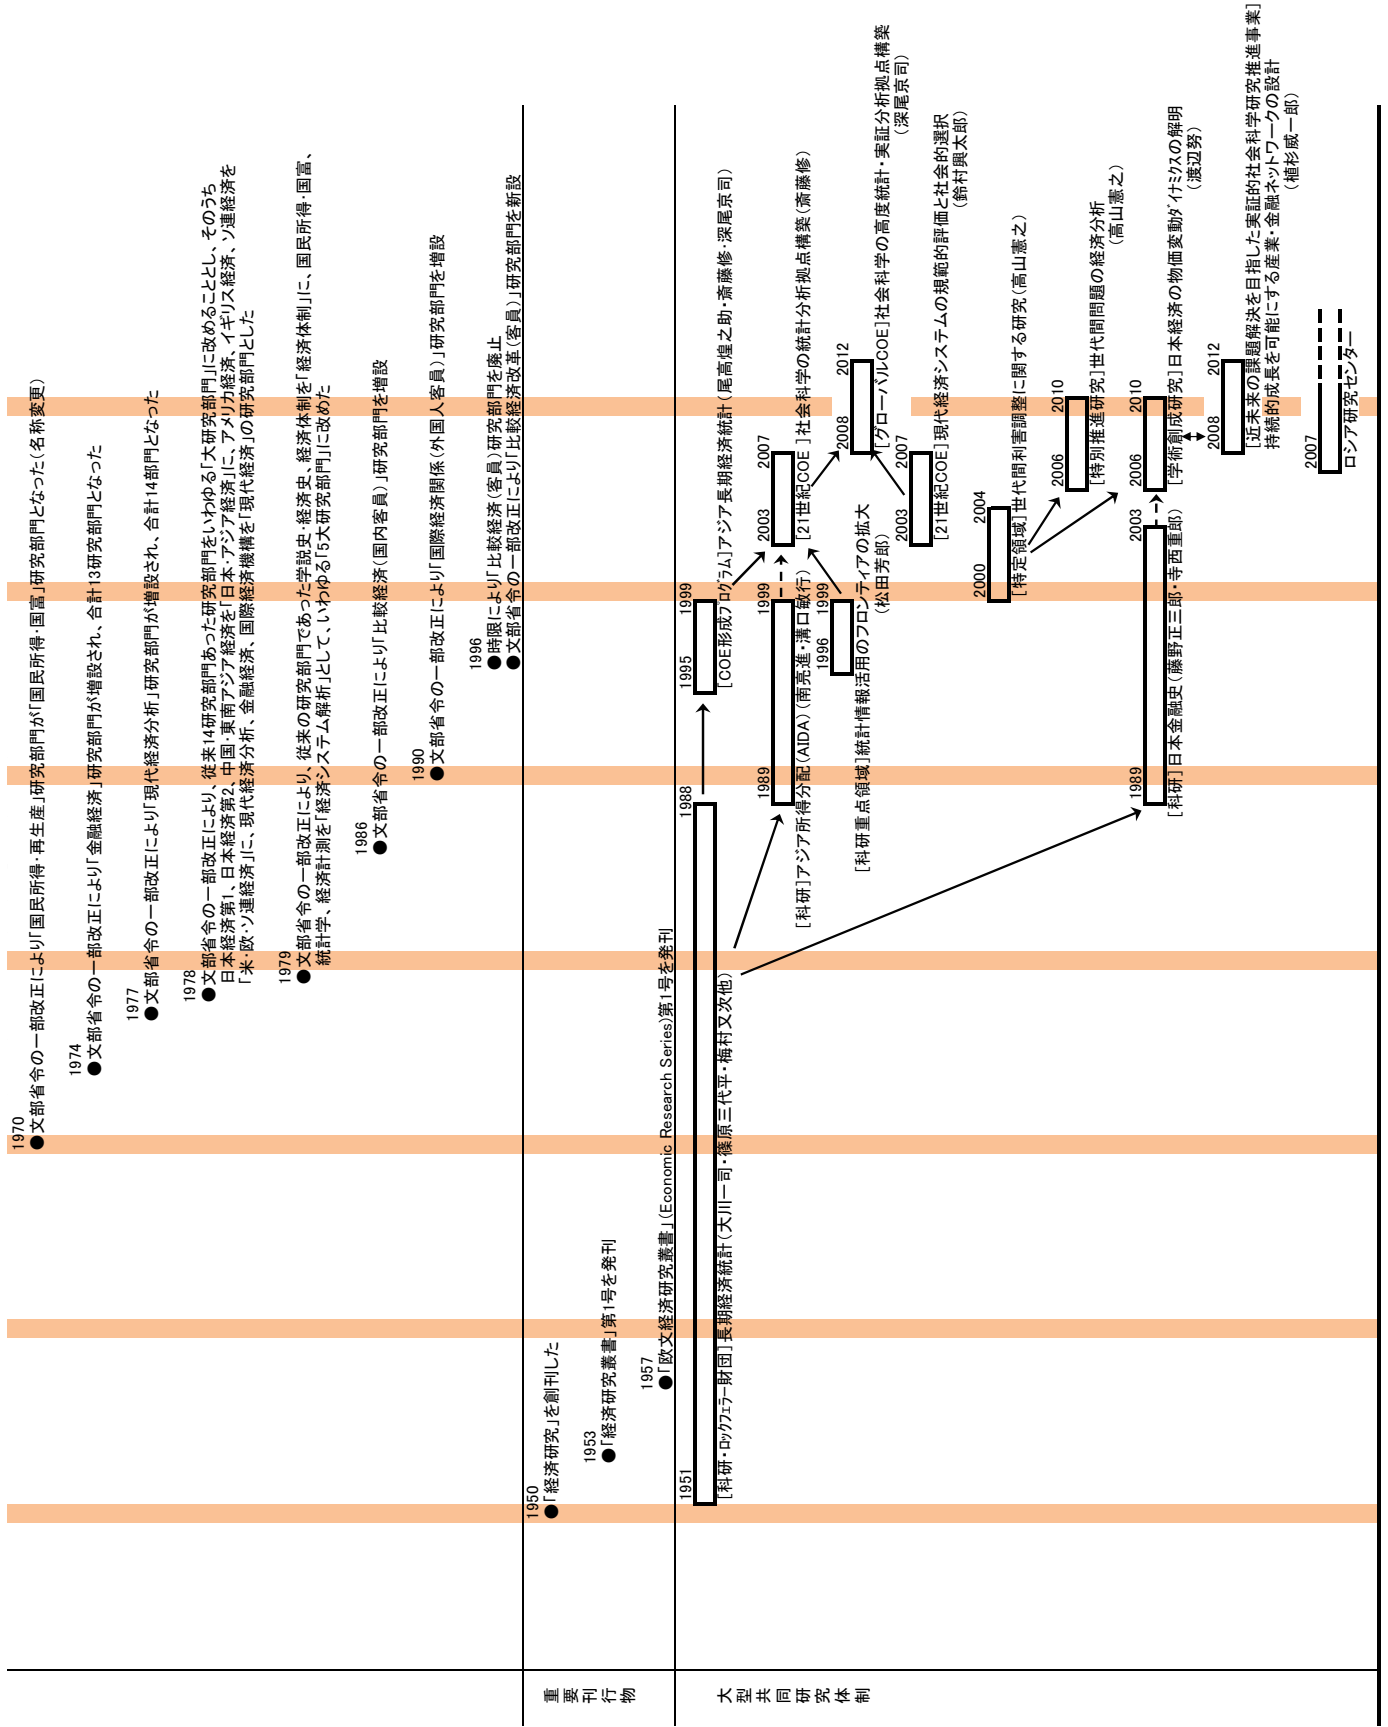 1970
●文部省令の一部改正により「国民所得・再生産」研究部門が「国民所得・国富」研究部門となった(名称変更)
1974
●文部省令の一部改正により「金融経済」研究部門が増設され、合計13研究部門となった
1977
●文部省令の一部改正により「現代経済分析」研究部門が増設され、合計14部門となった
1978
●文部省令の一部改正により、従来14研究部門あった研究部門をいわゆる「大研究部門」に改めることとし、そのうち
日本経済第1、日本経済第2、中国・東南アジア経済を「日本・アジア経済」に、アメリカ経済、イギリス経済、ソ連経済を
「米・欧・ソ連経済」に、現代経済分析、金融経済、国際経済機構を「現代経済」の研究部門とした
1979
●文部省令の一部改正により、従来の研究部門であった学説史・経済史、経済体制を「経済体制」に、国民所得・国富、
統計学、経済計測を「経済システム解析」として、いわゆる「5大研究部門」に改めた
1986
●文部省令の一部改正により「比較経済(国内客員)」研究部門を増設
1990
●文部省令の一部改正により「国際経済関係(外国人客員)」研究部門を増設
1996
●時限により「比較経済(客員)研究部門を廃止
●文部省令の一部改正により「比較経済改革(客員)」研究部門を新設
重要刊行物
1950
●「経済研究」を創刊した
1953
●「経済研究叢書」第1号を発刊
1957
●「欧文経済研究叢書」(Economic Research Series)第1号を発刊
大型共同研究体制
1951 1988 1995 1999
[科研・ロックフェラー財団]長期経済統計(大川一司・篠原三代平・梅村又次他)
[COE形成プログラム]アジア長期経済統計(尾高煌之助・斎藤修・深尾京司)
1989 1999 2003 2007
[科研]アジア所得分配(AIDA)(南亮進・溝口敏行)
[21世紀COE]社会科学の統計分析拠点構築(斎藤修)
1996 1999 2008 2012
[科研重点領域]統計情報活用のフロンティアの拡大
(松田芳郎)
[グローバルCOE]社会科学の高度統計・実証分析拠点構築
(深尾京司)
2003 2007
[21世紀COE]現代経済システムの規範的評価と社会的選択
(鈴村興太郎)
2000 2004
[特定領域]世代間利害調整に関する研究(高山憲之)
2006 2010
[特別推進研究]世代間問題の経済分析
(高山憲之)
1989 2003 2006 2010
[科研]日本金融史(藤野正三郎・寺西重郎)
[学術創成研究]日本経済の物価変動ダイナミクスの解明
(渡辺努)
2008 2012
[近未来の課題解決を目指した実証的社会科学研究推進事業]
持続的成長を可能にする産業・金融ネットワークの設計
(植杉威一郎)
2007
ロシア研究センター